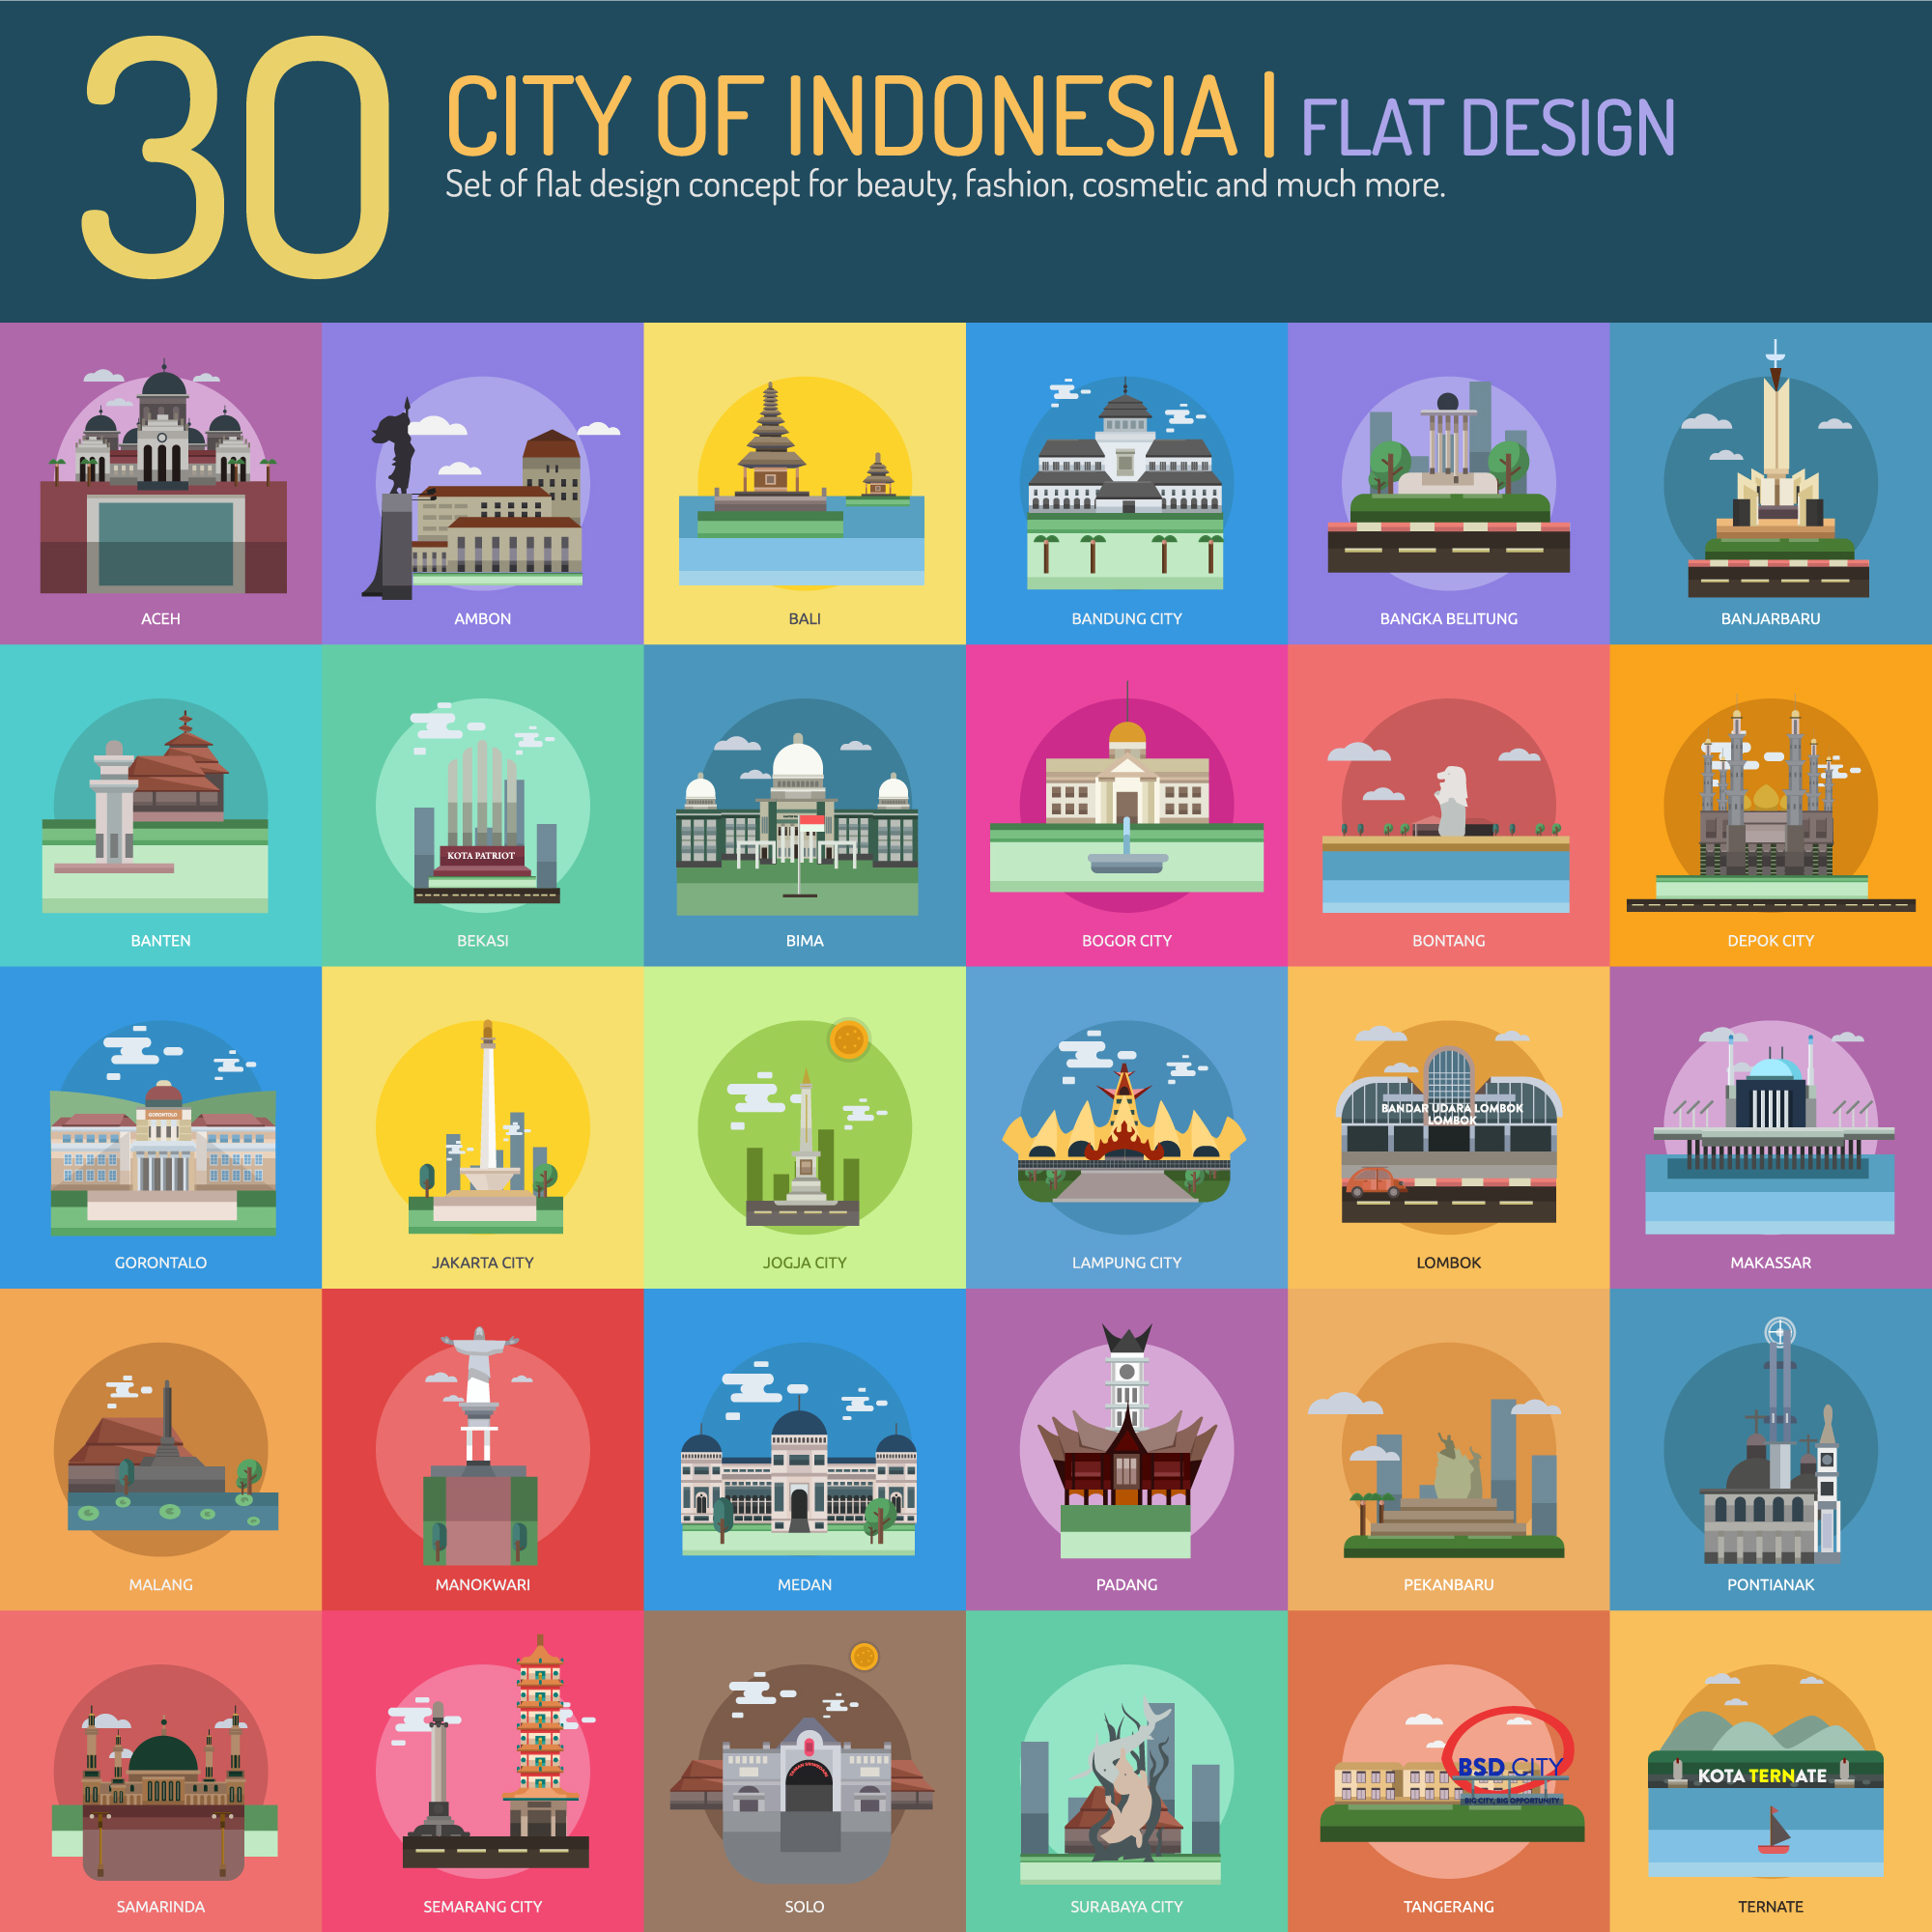 30
CITY OF INDONESIA | FLAT DESIGN
Set of flat design concept for beauty, fashion, cosmetic and much more.
ACEH
AMBON
BALI
BANDUNG CITY
BANGKA BELITUNG
BANJARBARU
KOTA PATRIOT
BANTEN
BEKASI
BIMA
BOGOR CITY
BONTANG
DEPOK CITY
GORONTALO
BANDAR UDARA LOMBOK
LOMBOK
GORONTALO
JAKARTA CITY
JOGJA CITY
LAMPUNG CITY
LOMBOK
MAKASSAR
MALANG
MANOKWARI
MEDAN
PADANG
PEKANBARU
PONTIANAK
BSD CITY
BIG CITY, BIG OPPORTUNITY
KOTA TERNATE
SAMARINDA
SEMARANG CITY
SOLO
SURABAYA CITY
TANGERANG
TERNATE